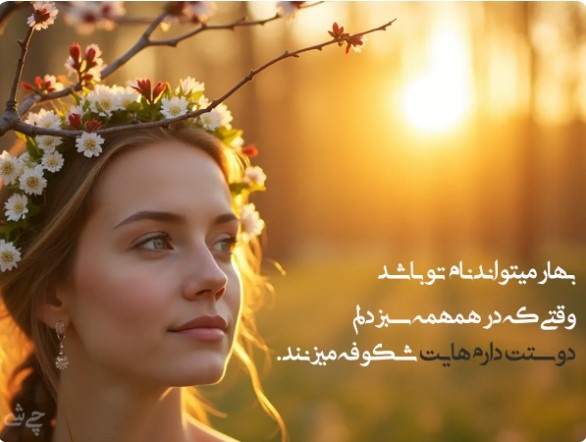 بهار میتواند نام تو باشد
وقتی که در همهمه سبز دلم
دوستت دارم هایت شکوفه میزنند.